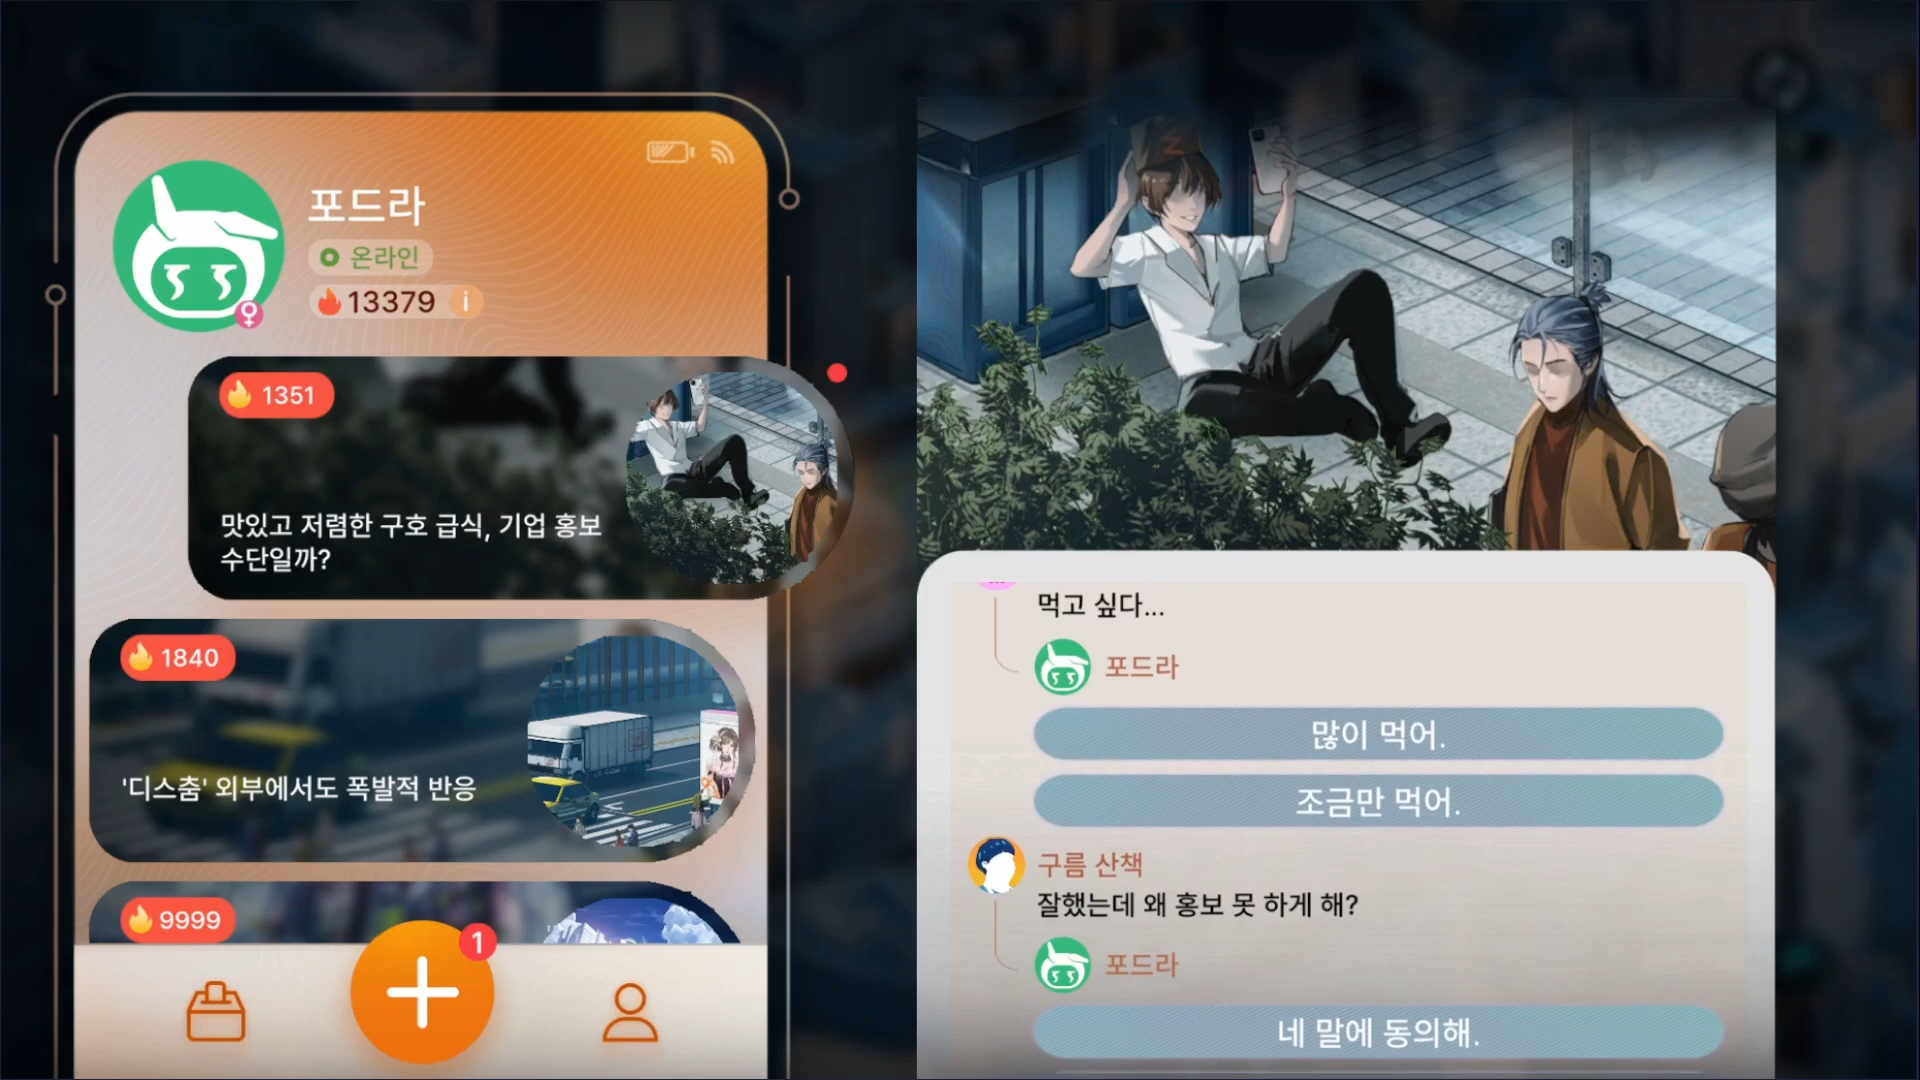 포드라
온라인
13379
i
1351
맛있고 저렴한 구호 급식, 기업 홍보
수단일까?
1840
'디스춤' 외부에서도 폭발적 반응
9999
1
먹고 싶다...
포드라
많이 먹어.
조금만 먹어.
구름 산책
잘했는데 왜 홍보 못 하게 해?
포드라
네 말에 동의해.